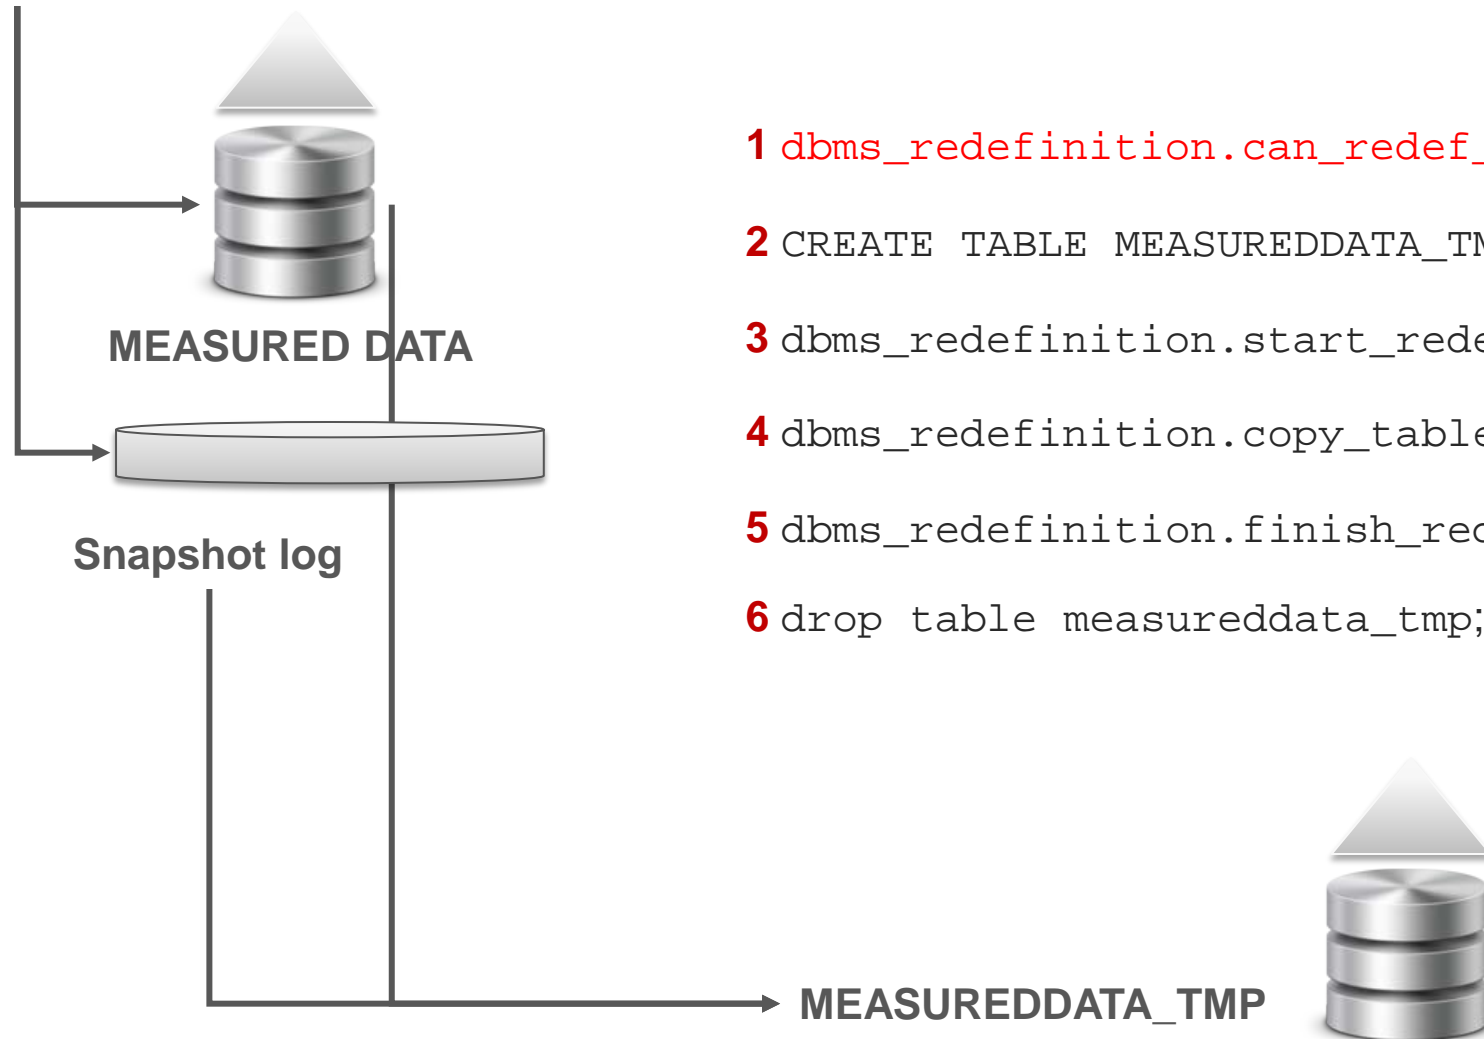 1 dbms_redefinition.can_redef_
2 CREATE TABLE MEASUREDDATA_TM
3 dbms_redefinition.start_rede
4 dbms_redefinition.copy_table
5 dbms_redefinition.finish_red
6 drop table measureddata_tmp;
MEASURED DATA
Snapshot log
MEASUREDDATA_TMP